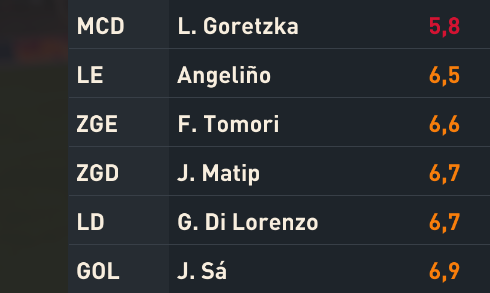 MCD L. Goretzka 5,8
LE Angeliño 6,5
ZGE F. Tomori 6,6
ZGD J. Matip 6,7
LD G. Di Lorenzo 6,7
GOL J. Sá 6,9